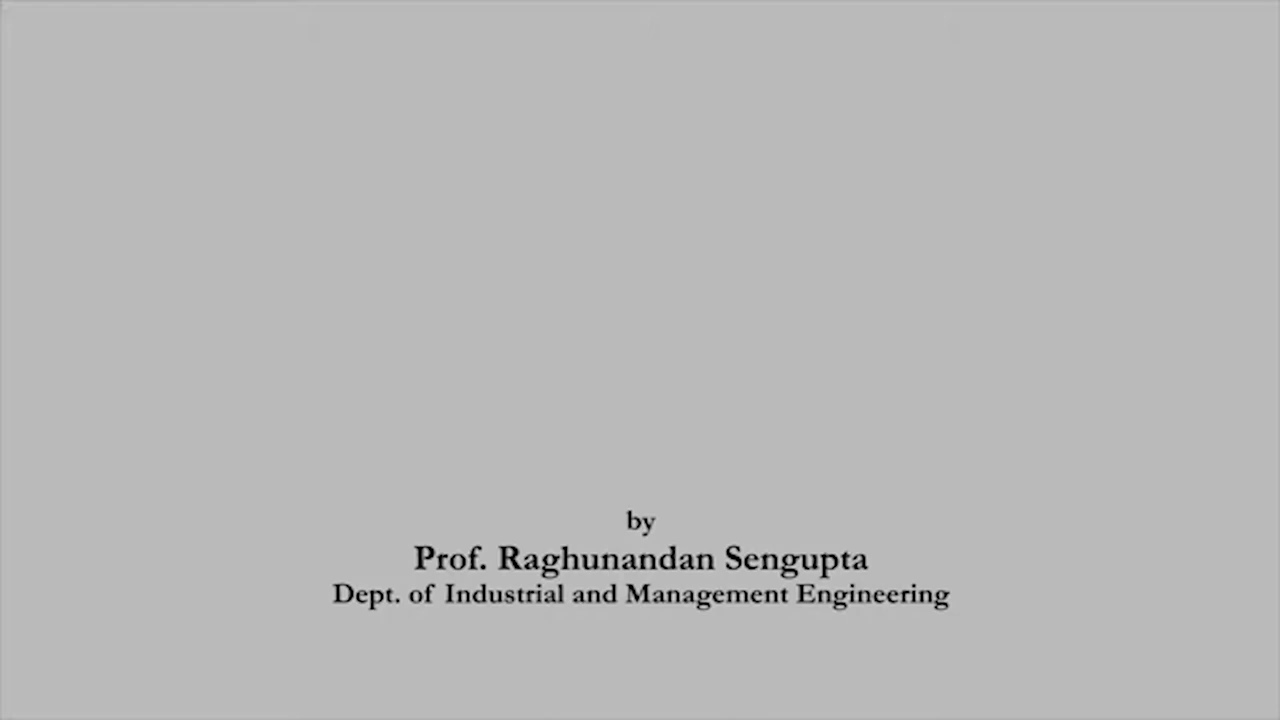 by
Prof. Raghunandan Sengupta
Dept. of Industrial and Management Engineering